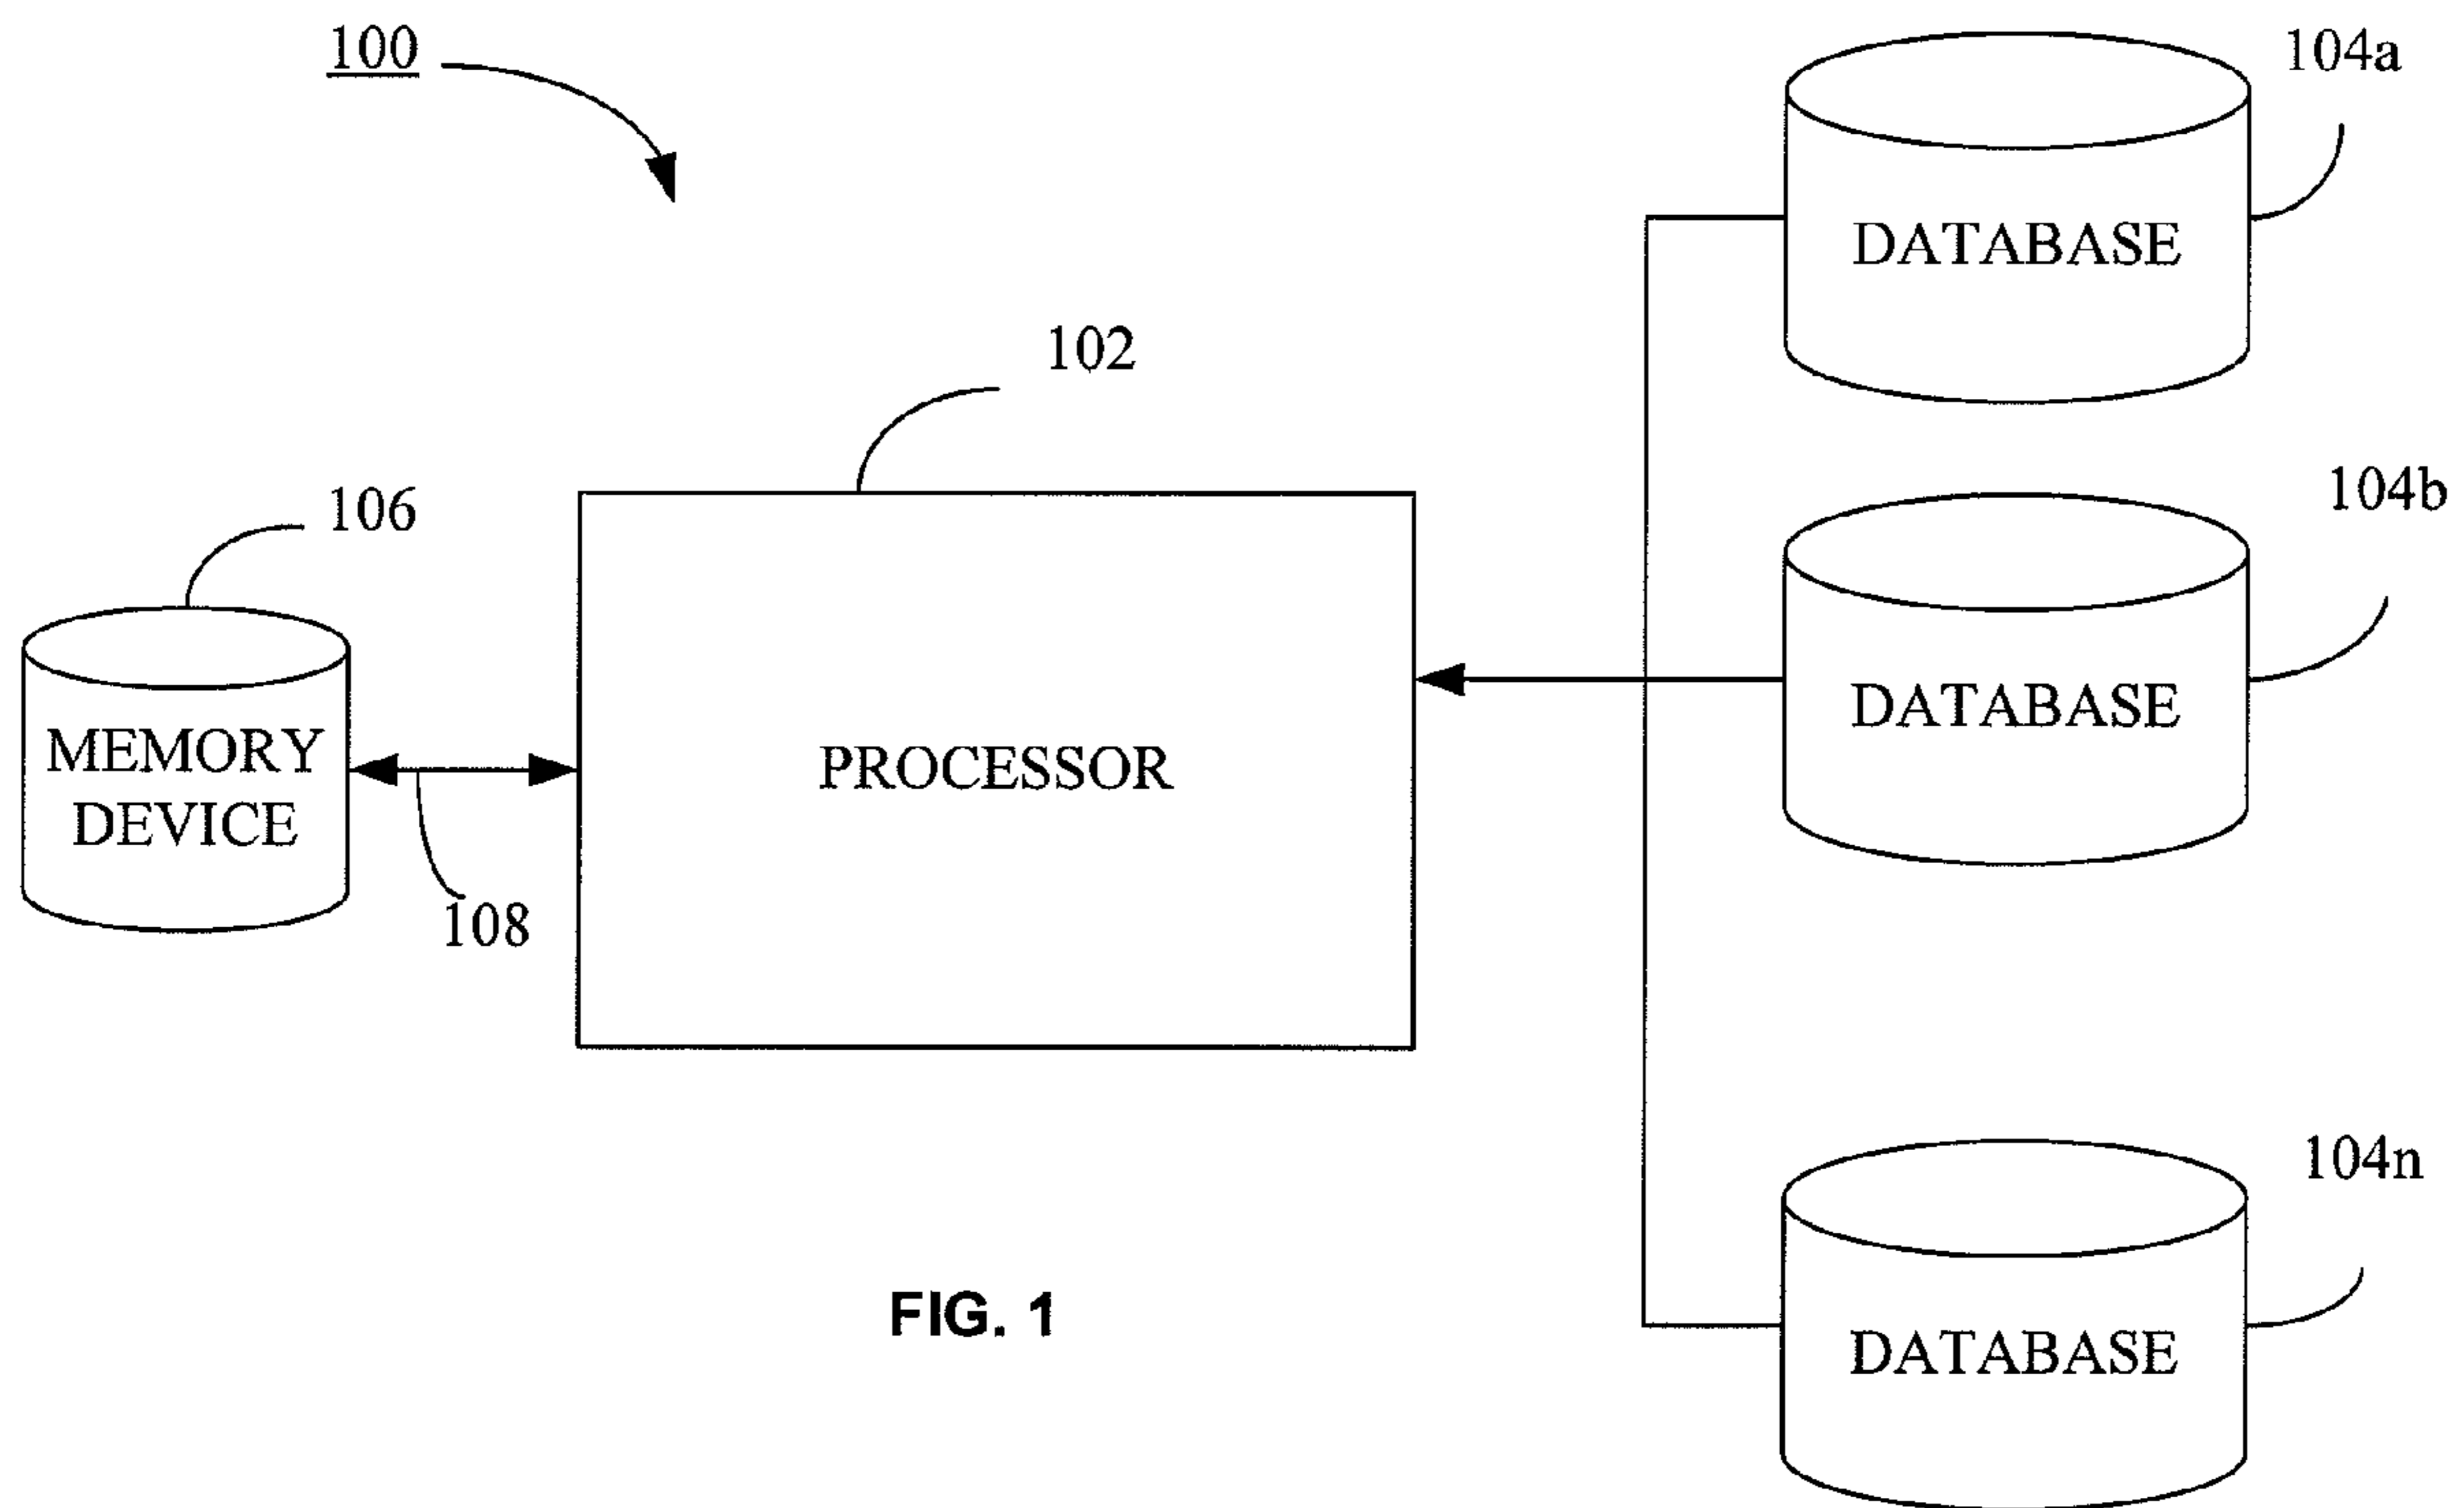 100
104a
DATABASE
102
104b
106
DATABASE
MEMORY
DEVICE
PROCESSOR
108
104n
DATABASE
FIG. 1